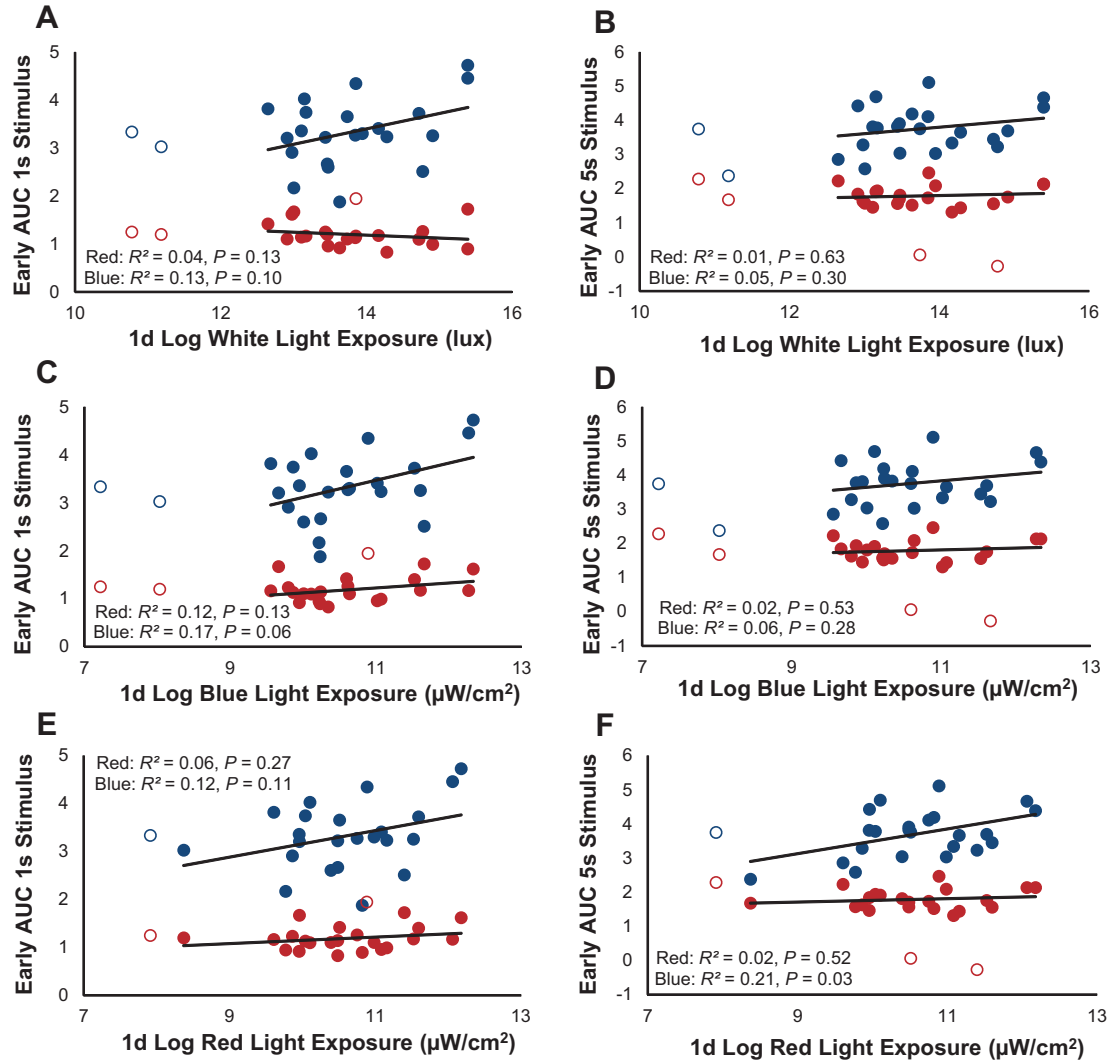 A
Early AUC 1s Stimulus
5
4
3
2
1
0
Red: R² = 0.04, P = 0.13
Blue: R² = 0.13, P = 0.10
10 12 14 16
1d Log White Light Exposure (lux)
B
Early AUC 5s Stimulus
6
5
4
3
2
1
0
-1
Red: R² = 0.01, P = 0.63
Blue: R² = 0.05, P = 0.30
10 12 14 16
1d Log White Light Exposure (lux)
C
Early AUC 1s Stimulus
5
4
3
2
1
0
Red: R² = 0.12, P = 0.13
Blue: R² = 0.17, P = 0.06
7 9 11 13
1d Log Blue Light Exposure (µW/cm²)
D
Early AUC 5s Stimulus
6
5
4
3
2
1
0
-1
Red: R² = 0.02, P = 0.53
Blue: R² = 0.06, P = 0.28
7 9 11 13
1d Log Blue Light Exposure (µW/cm²)
E
Early AUC 1s Stimulus
5
4
3
2
1
0
Red: R² = 0.06, P = 0.27
Blue: R² = 0.12, P = 0.11
7 9 11 13
1d Log Red Light Exposure (µW/cm²)
F
Early AUC 5s Stimulus
6
5
4
3
2
1
0
-1
Red: R² = 0.02, P = 0.52
Blue: R² = 0.21, P = 0.03
7 9 11 13
1d Log Red Light Exposure (µW/cm²)